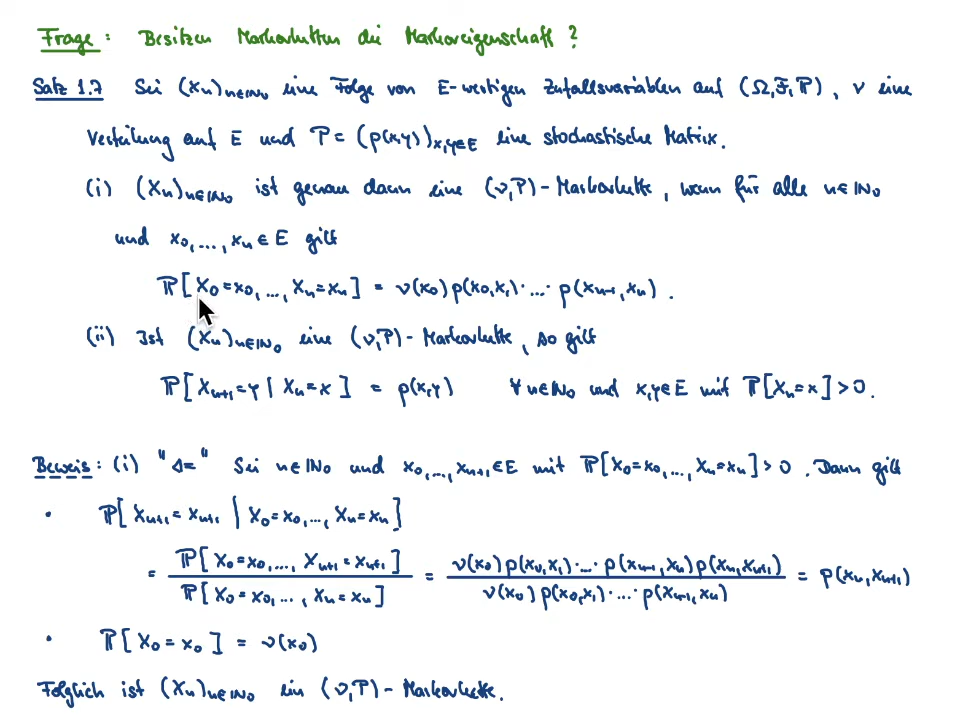 Frage: Besitzen Markovketten die Markoveigenschaft?
Satz 1.7 Sei (Xₙ)ₙ∈ℕ₀ eine Folge von E-wertigen Zufallsvariablen auf (Ω, F, ℙ), ν eine
Verteilung auf E und P = (p(x,y))ₓ,ᵧ∈E eine stochastische Matrix.
(i) (Xₙ)ₙ∈ℕ₀ ist genau dann eine (ν,P)-Markovkette, wenn für alle n∈ℕ₀
und x₀,…,xₙ∈E gilt
ℙ[X₀=x₀,…,Xₙ=xₙ] = ν(x₀)p(x₀,x₁)·…·p(xₙ₋₁,xₙ).
(ii) Ist (Xₙ)ₙ∈ℕ₀ eine (ν,P)-Markovkette, so gilt
ℙ[Xₙ₊₁=y | Xₙ=x] = p(x,y) ∀ n∈ℕ₀ und x,y∈E mit ℙ[Xₙ=x]>0.
Beweis: (i) "⇐" Sei n∈ℕ₀ und x₀,…,xₙ₊₁∈E mit ℙ[X₀=x₀,…,Xₙ=xₙ]>0. Dann gilt
• ℙ[Xₙ₊₁=xₙ₊₁ | X₀=x₀,…,Xₙ=xₙ]
= ℙ[X₀=x₀,…,Xₙ₊₁=xₙ₊₁] / ℙ[X₀=x₀,…,Xₙ=xₙ] = ν(x₀)p(x₀,x₁)·…·p(xₙ₋₁,xₙ)p(xₙ,xₙ₊₁) / ν(x₀)p(x₀,x₁)·…·p(xₙ₋₁,xₙ) = p(xₙ,xₙ₊₁)
• ℙ[X₀=x₀] = ν(x₀)
Folglich ist (Xₙ)ₙ∈ℕ₀ ein (ν,P)-Markovkette.